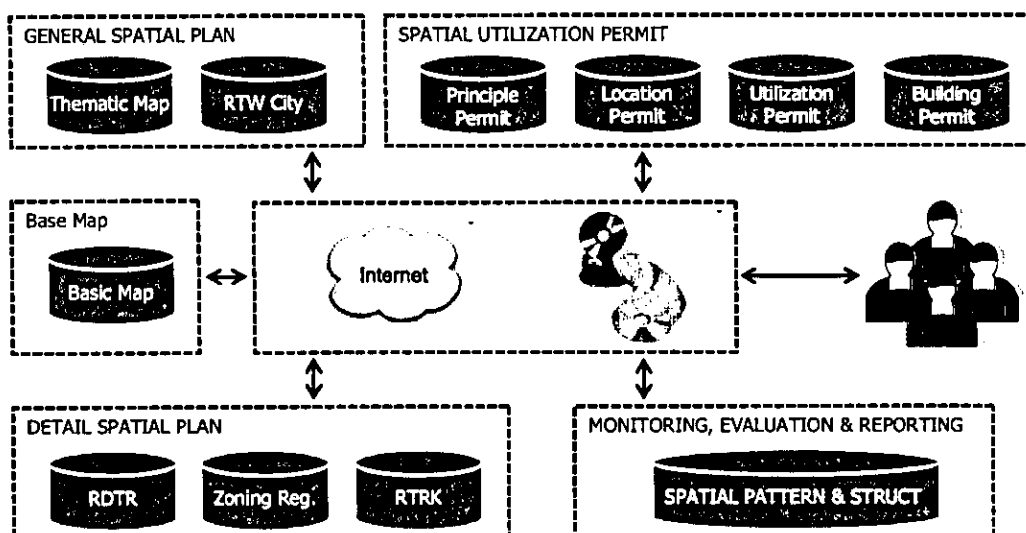 GENERAL SPATIAL PLAN
Thematic Map
RTW City
SPATIAL UTILIZATION PERMIT
Principle
Permit
Location
Permit
Utilization
Permit
Building
Permit
Base Map
Basic Map
Internet
DETAIL SPATIAL PLAN
RDTR
Zoning Reg.
RTRK
MONITORING, EVALUATION & REPORTING
SPATIAL PATTERN & STRUCT